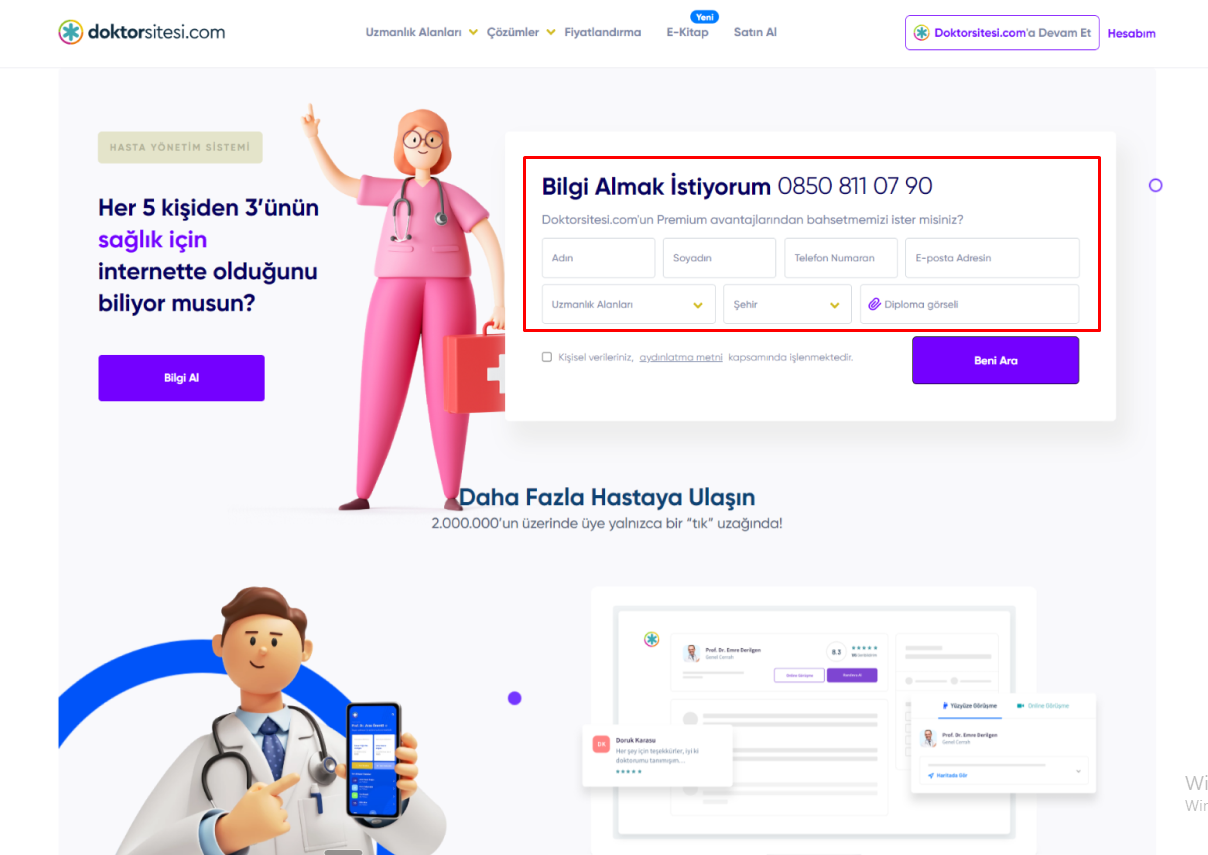 doktorsitesi.com
Uzmanlık Alanları
Çözümler
Fiyatlandırma
Yeni
E-Kitap
Satın Al
Doktorsitesi.com'a Devam Et
Hesabım
HASTA YÖNETİM SİSTEMİ
Her 5 kişiden 3’ünün
sağlık için
internette olduğunu
biliyor musun?
Bilgi Al
Bilgi Almak İstiyorum 0850 811 07 90
Doktorsitesi.com'un Premium avantajlarından bahsetmemizi ister misiniz?
Adın
Soyadın
Telefon Numaran
E-posta Adresin
Uzmanlık Alanları
Şehir
Diploma görseli
Kişisel verileriniz, aydınlatma metni kapsamında işlenmektedir.
Beni Ara
Daha Fazla Hastaya Ulaşın
2.000.000’un üzerinde üye yalnızca bir “tık” uzağında!
Prof. Dr. Emre Derilgen
Genel Cerrah
9.3
Online Görüşme
Yüzyüze Görüşme
Online Görüşme
Prof. Dr. Emre Derilgen
Genel Cerrah
Haritada Gör
DK
Doruk Karasu
Her şey için teşekkürler, iyi ki
doktorumu tanımışım...